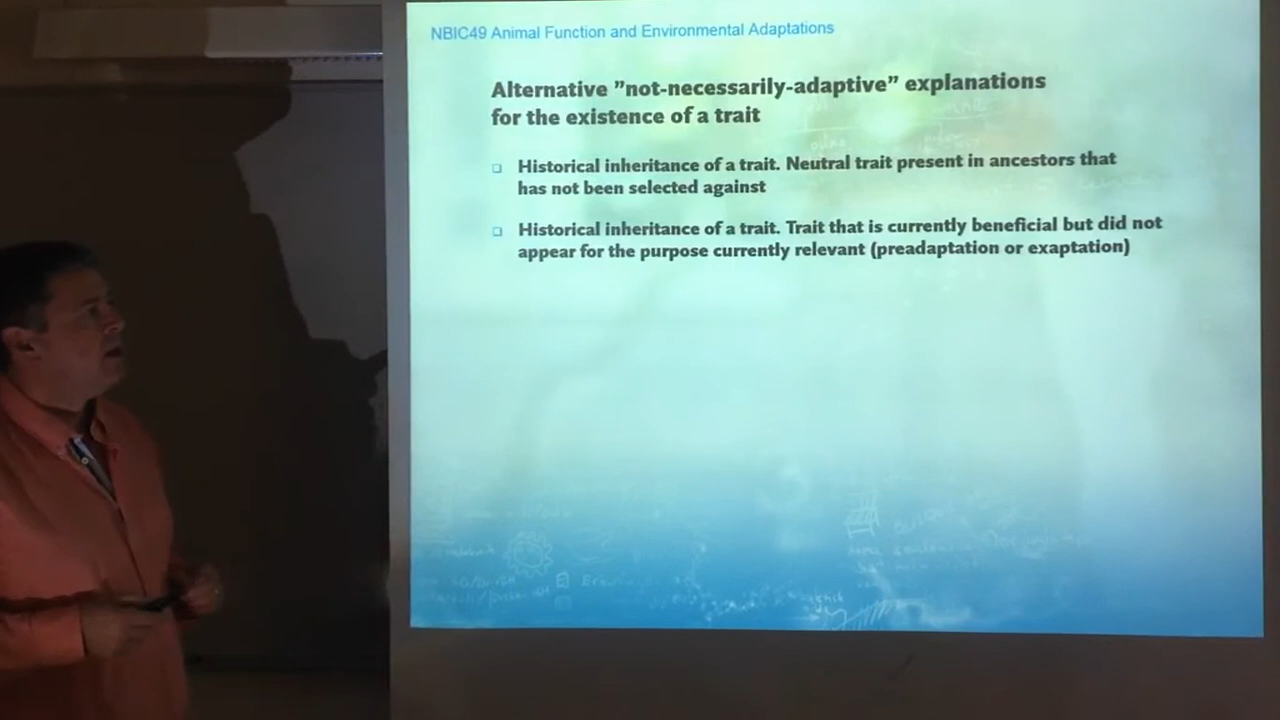 NBIC49 Animal Function and Environmental Adaptations
Alternative ”not-necessarily-adaptive” explanations
for the existence of a trait
Historical inheritance of a trait. Neutral trait present in ancestors that
has not been selected against
Historical inheritance of a trait. Trait that is currently beneficial but did not
appear for the purpose currently relevant (preadaptation or exaptation)